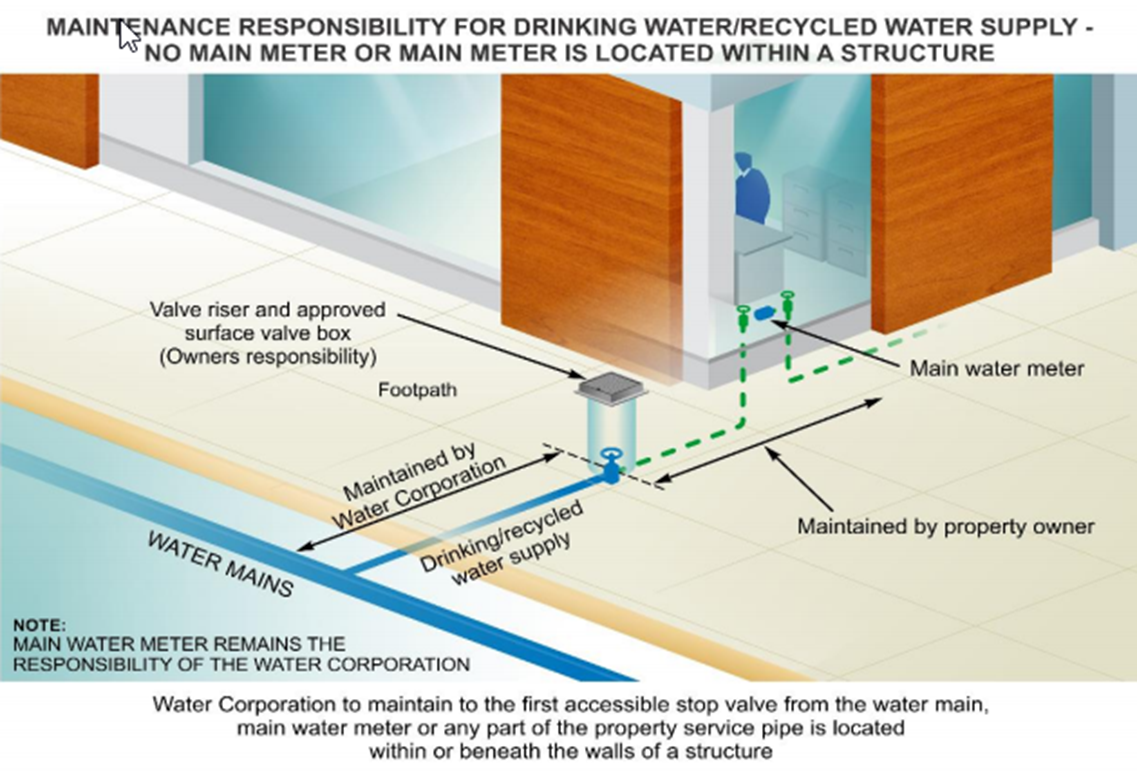 MAINTENANCE RESPONSIBILITY FOR DRINKING WATER/RECYCLED WATER SUPPLY -
NO MAIN METER OR MAIN METER IS LOCATED WITHIN A STRUCTURE
Valve riser and approved
surface valve box
(Owners responsibility)
Footpath
Main water meter
Maintained by
Water Corporation
Drinking/recycled
water supply
Maintained by property owner
WATER MAINS
NOTE:
MAIN WATER METER REMAINS THE
RESPONSIBILITY OF THE WATER CORPORATION
Water Corporation to maintain to the first accessible stop valve from the water main,
main water meter or any part of the property service pipe is located
within or beneath the walls of a structure